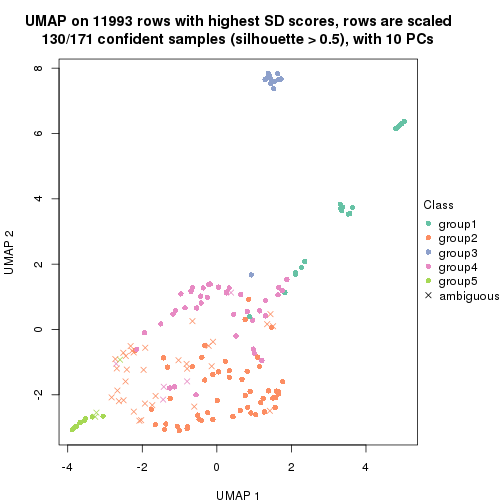 UMAP on 11993 rows with highest SD scores, rows are scaled
130/171 confident samples (silhouette > 0.5), with 10 PCs
8
6
4
2
0
-2
UMAP 2
-4
-2
0
2
4
UMAP 1
Class
group1
group2
group3
group4
group5
ambiguous